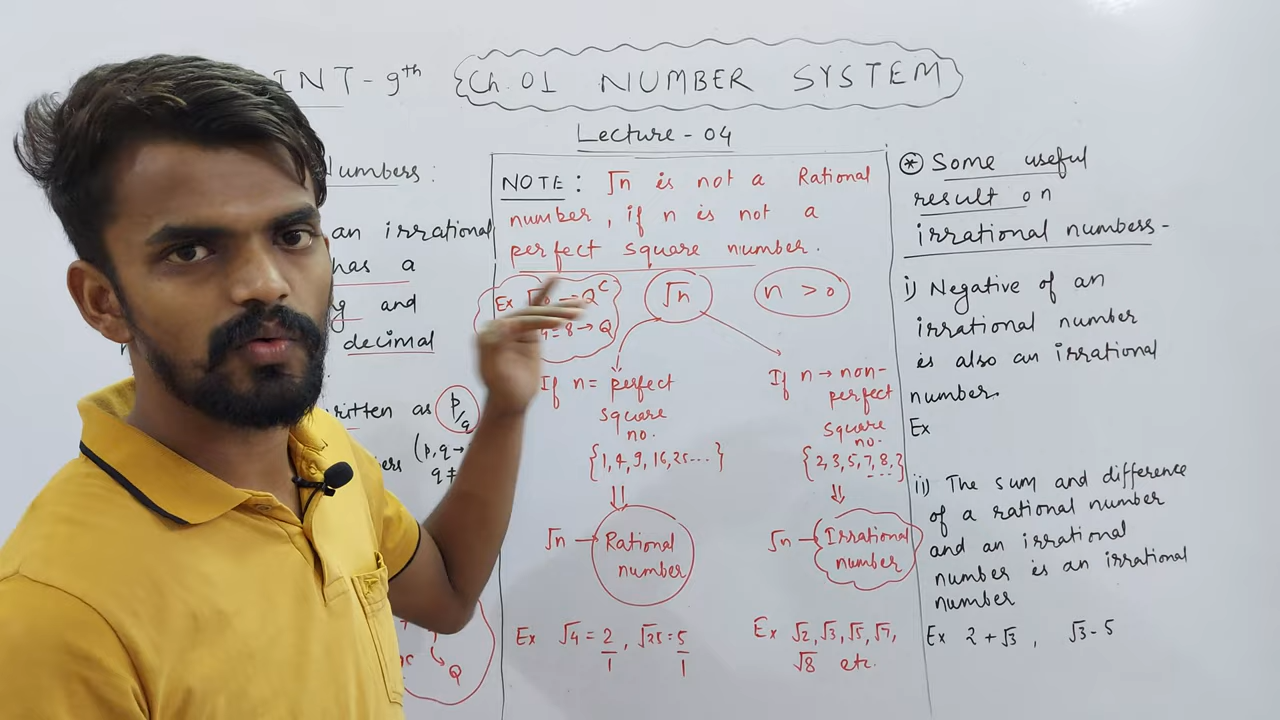 INT - 9th
Ch. 01 NUMBER SYSTEM
Lecture - 04
Numbers:
an irrational
has a
and
decimal
written as p/q
(p, q →
q ≠
Q
NOTE: √n is not a Rational
number, if n is not a
perfect square number.
Ex → Q^C
= 8 → Q
√n
n > 0
If n = perfect
square
no.
{1, 4, 9, 16, 25....}
√n → Rational
number
Ex √4 = 2/1, √25 = 5/1
If n → non-
perfect
square
no.
{2, 3, 5, 7, 8, ...}
√n → Irrational
number
Ex √2, √3, √5, √7,
√8 etc.
* Some useful
result on
irrational numbers -
i) Negative of an
irrational number
is also an irrational
number.
Ex
ii) The sum and difference
of a rational number
and an irrational
number is an irrational
number
Ex 2 + √3 , √3 - 5